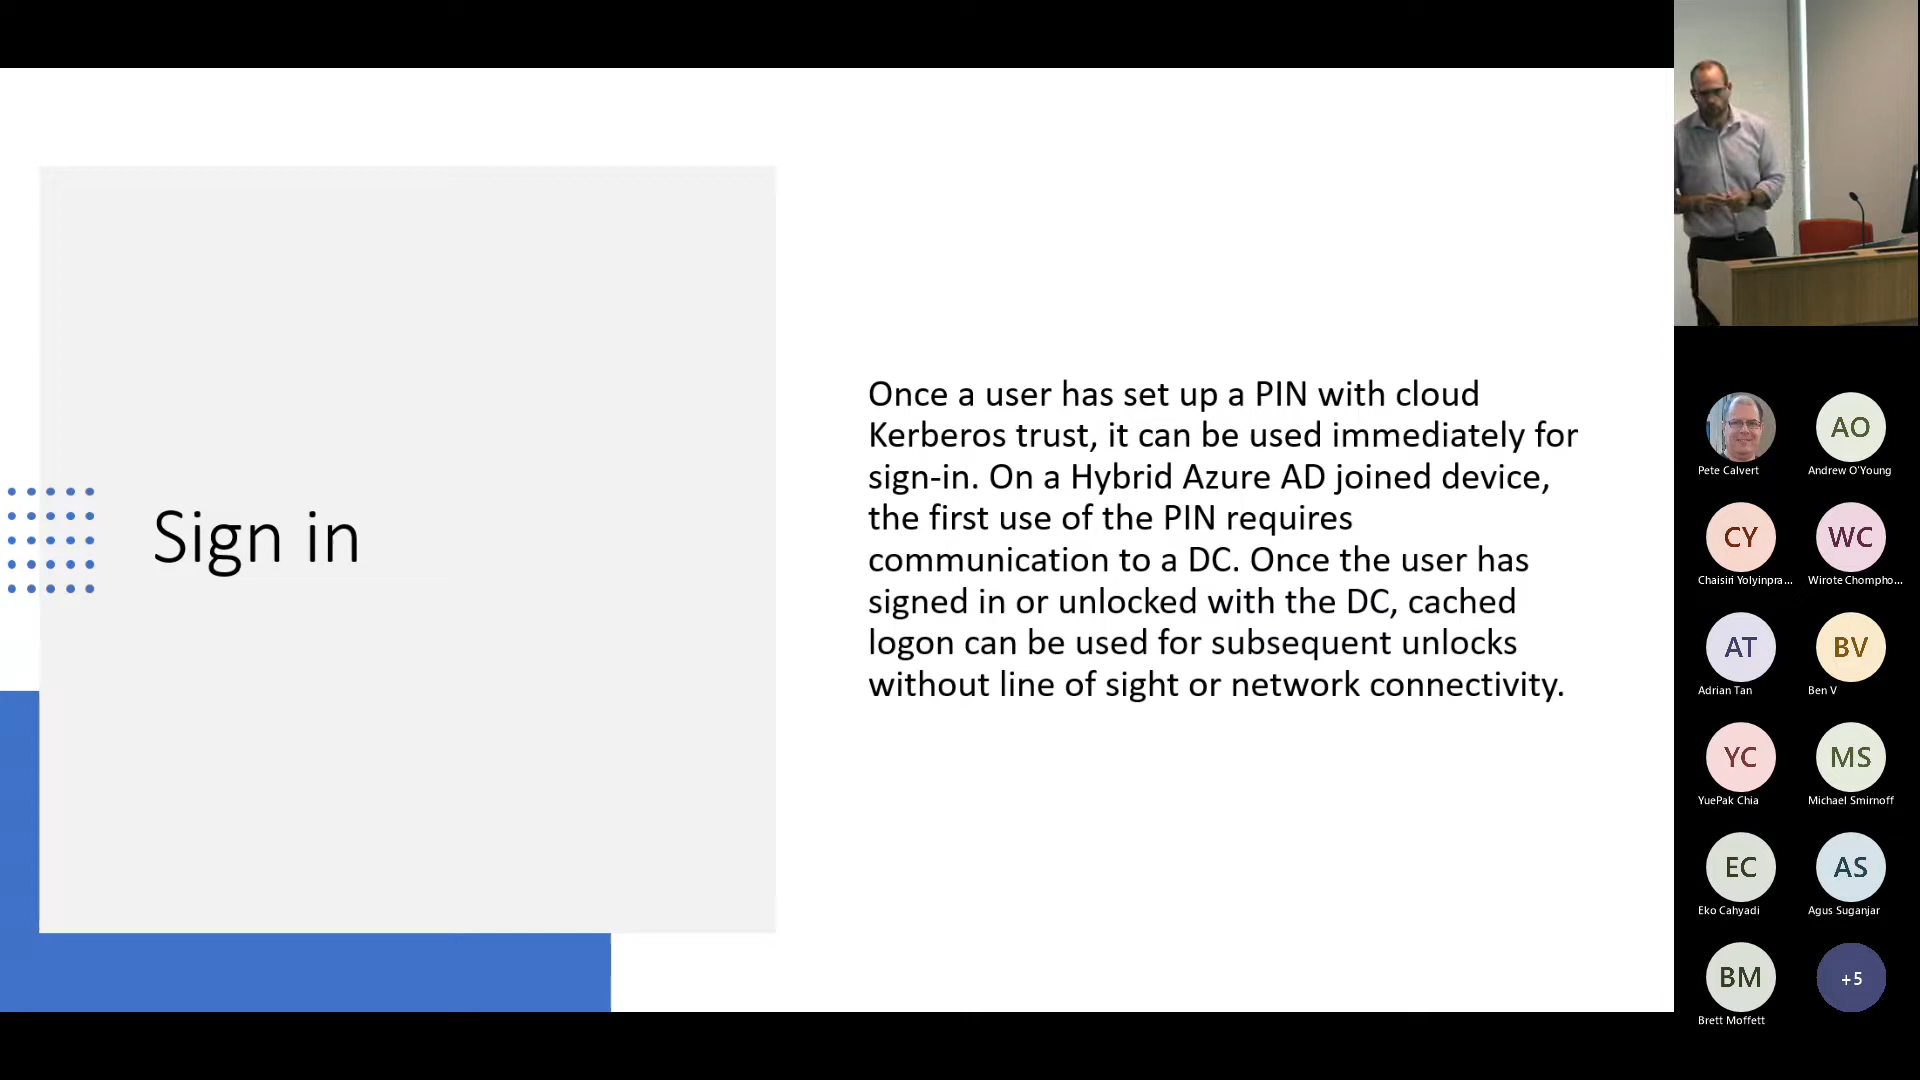 Sign in
Once a user has set up a PIN with cloud
Kerberos trust, it can be used immediately for
sign-in. On a Hybrid Azure AD joined device,
the first use of the PIN requires
communication to a DC. Once the user has
signed in or unlocked with the DC, cached
logon can be used for subsequent unlocks
without line of sight or network connectivity.
Pete Calvert
AO
Andrew O'Young
CY
Chaisiri Yolyinpra...
WC
Wirote Chompho...
AT
Adrian Tan
BV
Ben V
YC
YuePak Chia
MS
Michael Smirnoff
EC
Eko Cahyadi
AS
Agus Suganjar
BM
Brett Moffett
+5